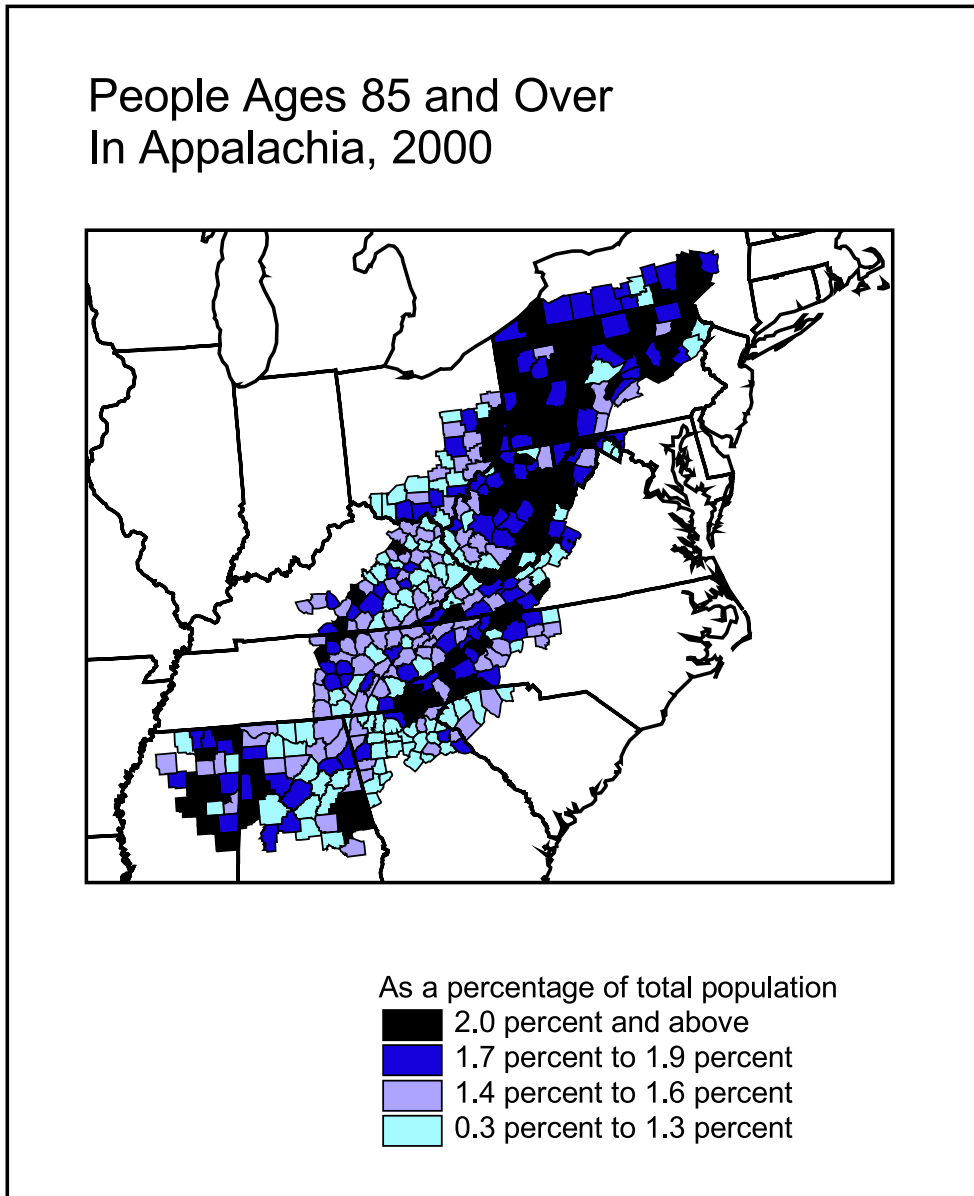 People Ages 85 and Over
In Appalachia, 2000
As a percentage of total population
2.0 percent and above
1.7 percent to 1.9 percent
1.4 percent to 1.6 percent
0.3 percent to 1.3 percent